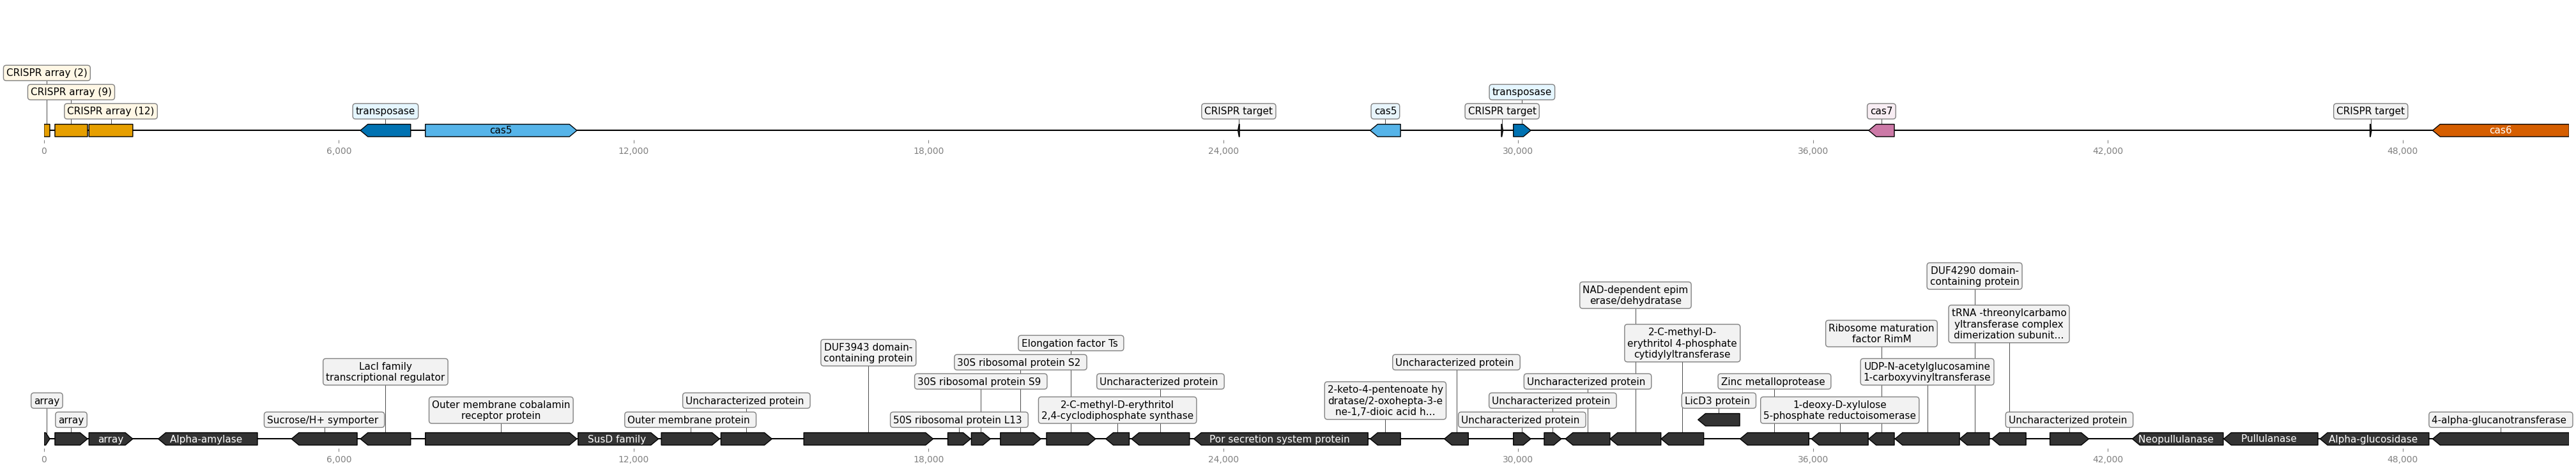 CRISPR array (2)
CRISPR array (9)
transposase
CRISPR array (12)
transposase
CRISPR target
cas5
CRISPR target
cas7
CRISPR target
cas5
cas6
0
6,000
12,000
18,000
24,000
30,000
36,000
42,000
48,000
DUF4290 domain-
containing protein
NAD-dependent epim
erase/dehydratase
tRNA -threonylcarbamo
yltransferase complex
dimerization subunit...
Ribosome maturation
factor RimM
2-C-methyl-D-
erythritol 4-phosphate
cytidylyltransferase
Elongation factor Ts
DUF3943 domain-
containing protein
30S ribosomal protein S2
Uncharacterized protein
LacI family
transcriptional regulator
UDP-N-acetylglucosamine
1-carboxyvinyltransferase
30S ribosomal protein S9
Uncharacterized protein
Uncharacterized protein
Zinc metalloprotease
2-keto-4-pentenoate hy
dratase/2-oxohepta-3-e
ne-1,7-dioic acid h...
array
Uncharacterized protein
Uncharacterized protein
LicD3 protein
Outer membrane cobalamin
receptor protein
2-C-methyl-D-erythritol
2,4-cyclodiphosphate synthase
1-deoxy-D-xylulose
5-phosphate reductoisomerase
array
Sucrose/H+ symporter
Outer membrane protein
50S ribosomal protein L13
Uncharacterized protein
Uncharacterized protein
4-alpha-glucanotransferase
array
Alpha-amylase
SusD family
Por secretion system protein
Neopullulanase
Pullulanase
Alpha-glucosidase
0
6,000
12,000
18,000
24,000
30,000
36,000
42,000
48,000